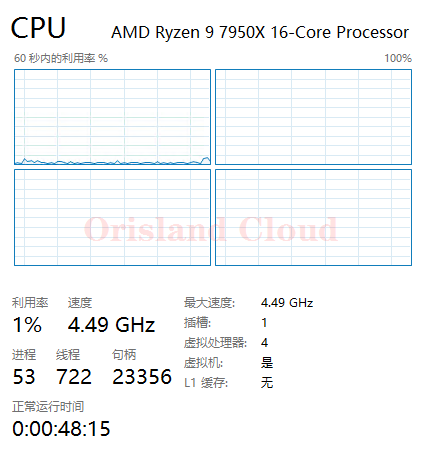 CPU AMD Ryzen 9 7950X 16-Core Processor
60 秒内的利用率 % 100%
Orisland Cloud
利用率 速度 最大速度: 4.49 GHz
1% 4.49 GHz 插槽: 1
虚拟处理器: 4
进程 线程 句柄 虚拟机: 是
53 722 23356 L1 缓存: 无
正常运行时间
0:00:48:15